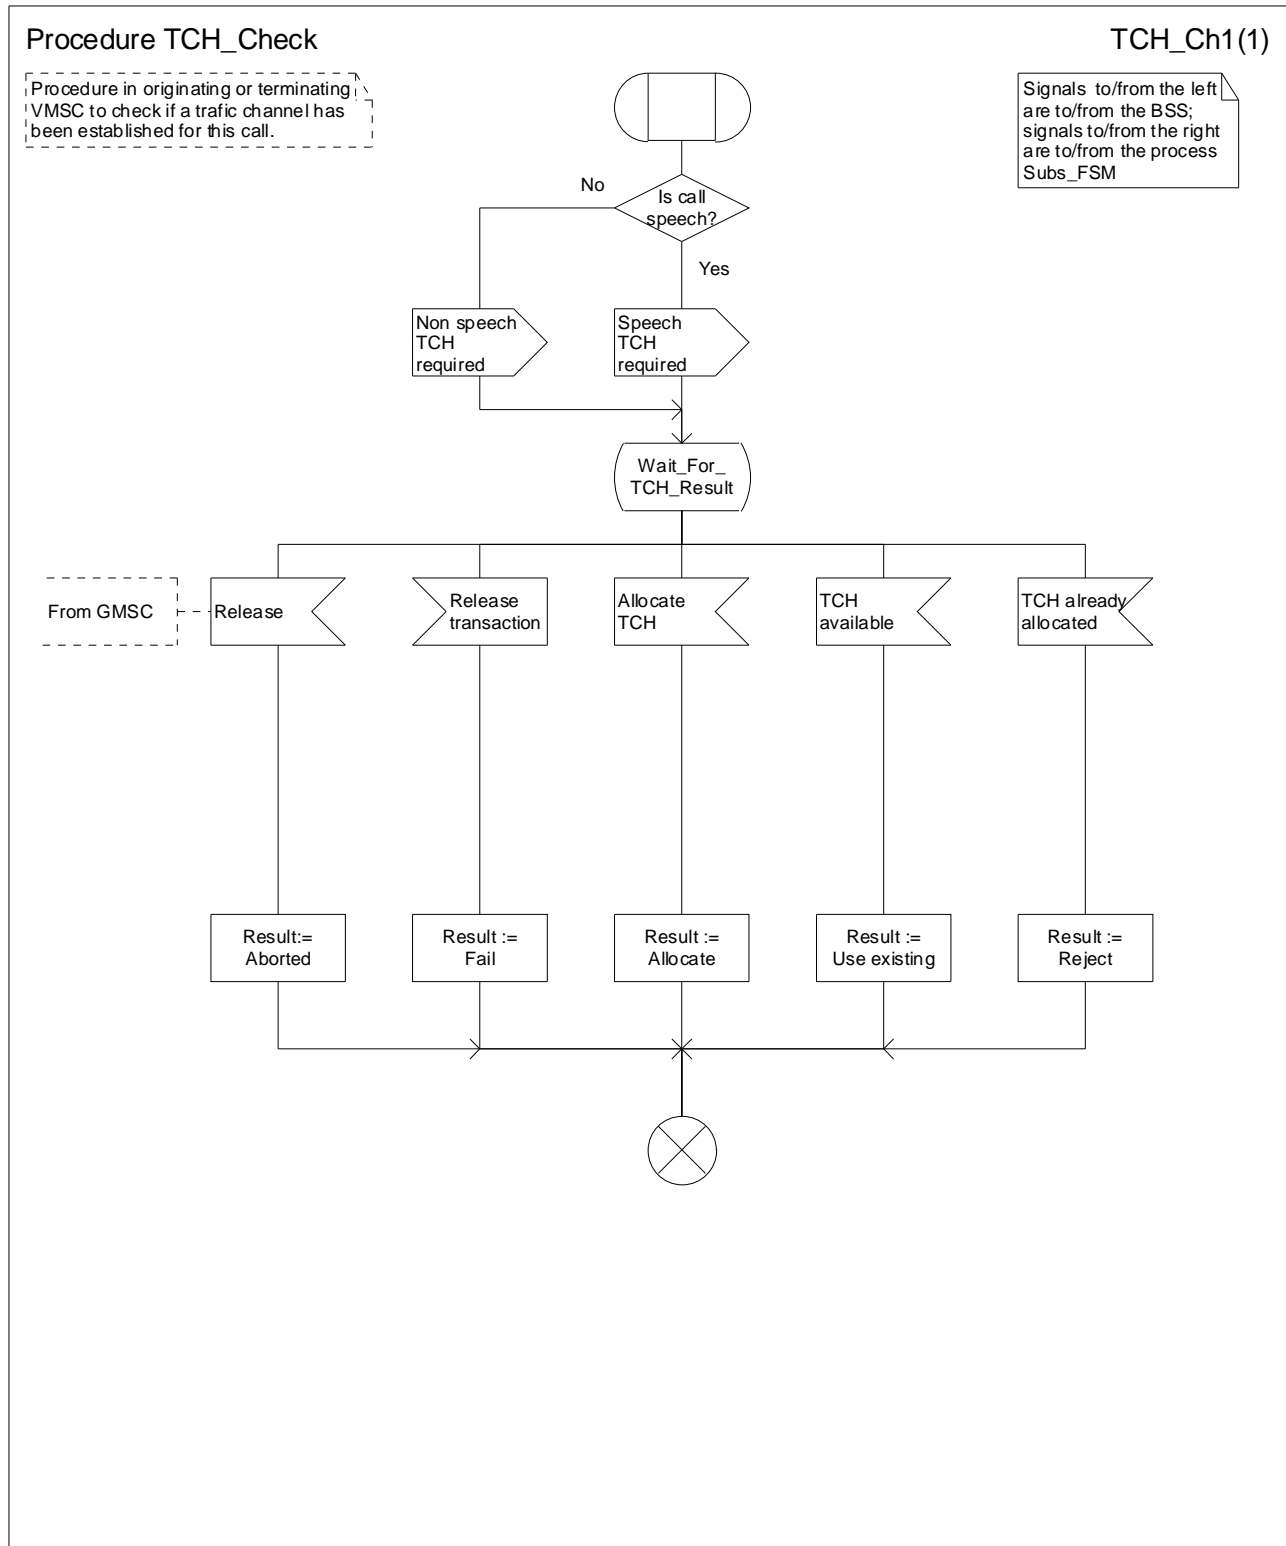 Procedure TCH_Check
TCH_Ch1(1)
Procedure in originating or terminating
VMSC to check if a trafic channel has
been established for this call.
Signals to/from the left
are to/from the BSS;
signals to/from the right
are to/from the process
Subs_FSM
Is call
speech?
No
Yes
Non speech
TCH
required
Speech
TCH
required
Wait_For_
TCH_Result
From GMSC
Release
Release
transaction
Allocate
TCH
TCH
available
TCH already
allocated
Result:=
Aborted
Result :=
Fail
Result :=
Allocate
Result :=
Use existing
Result :=
Reject